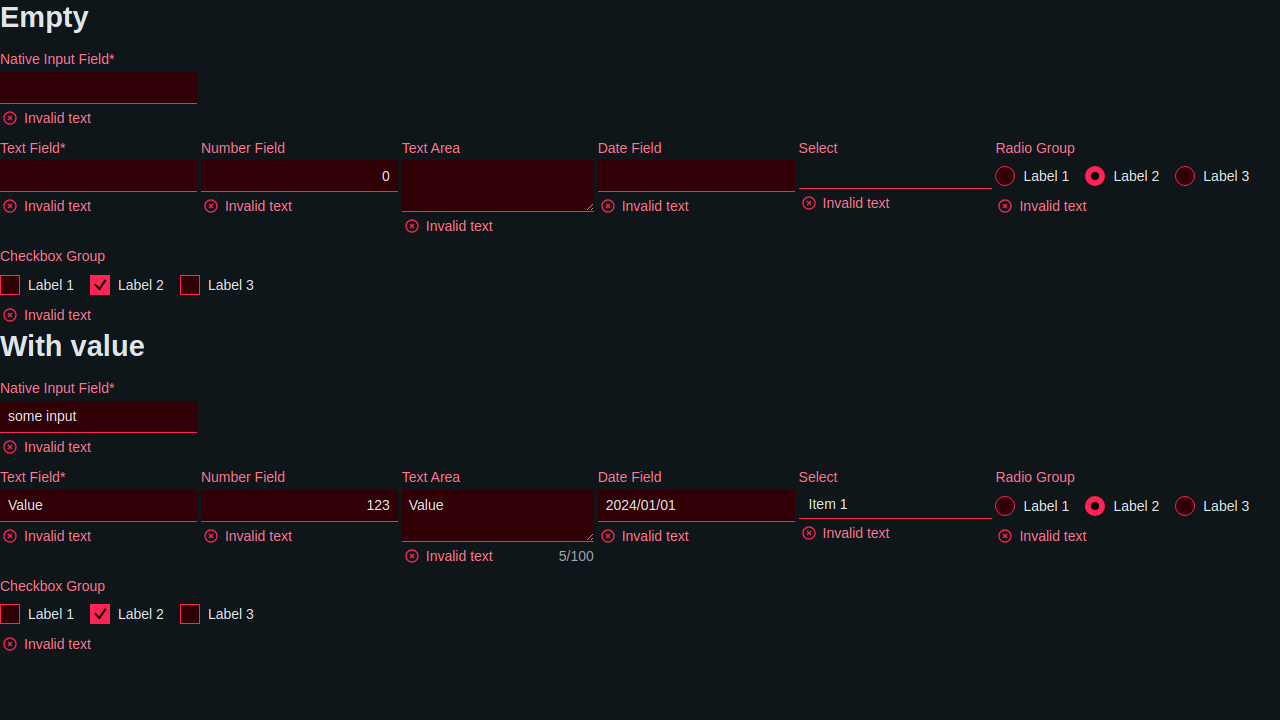 Empty
Native Input Field*
Invalid text
Text Field* Number Field Text Area Date Field Select Radio Group
0 Label 1 Label 2 Label 3
Invalid text Invalid text Invalid text Invalid text Invalid text
Invalid text
Checkbox Group
Label 1 Label 2 Label 3
Invalid text
With value
Native Input Field*
some input
Invalid text
Text Field* Number Field Text Area Date Field Select Radio Group
Value 123 Value 2024/01/01 Item 1 Label 1 Label 2 Label 3
Invalid text Invalid text Invalid text Invalid text Invalid text
Invalid text 5/100
Checkbox Group
Label 1 Label 2 Label 3
Invalid text